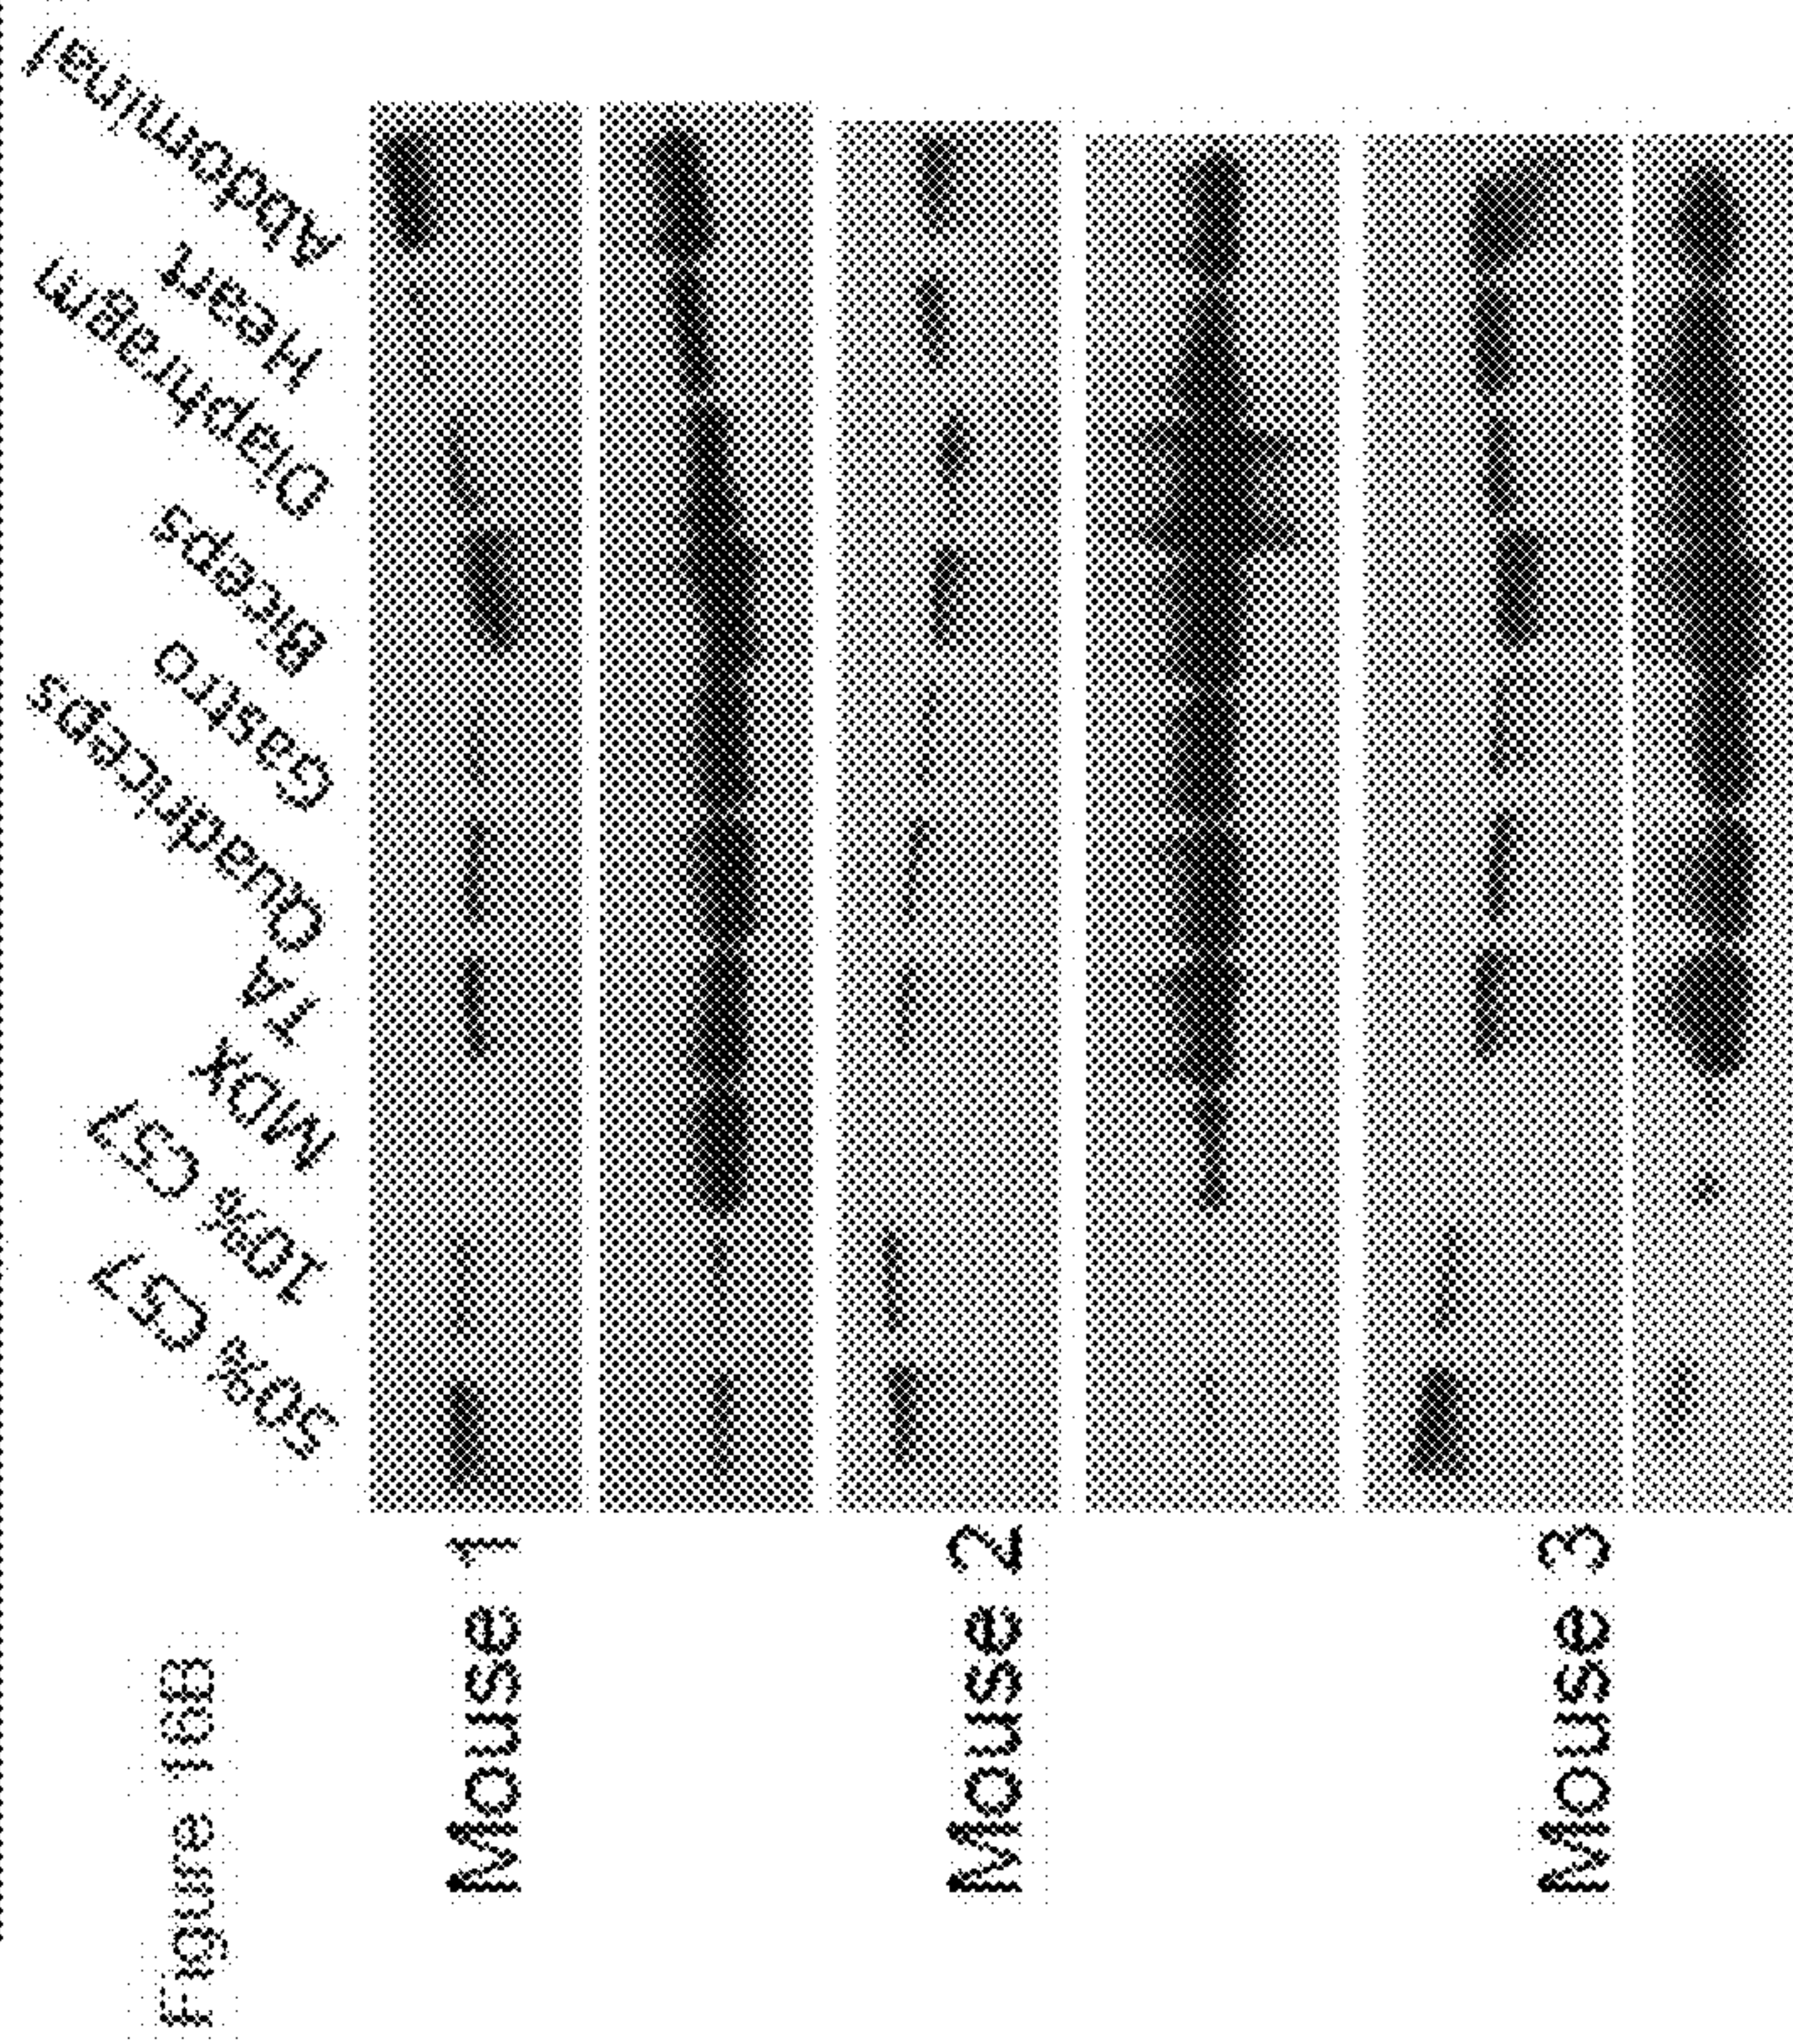 Figure 16B
50% C57
10% C57
MDX
TA
Quadriceps
Gastro
Biceps
Diaphragm
Heart
Abdominal
Mouse 1
Mouse 2
Mouse 3